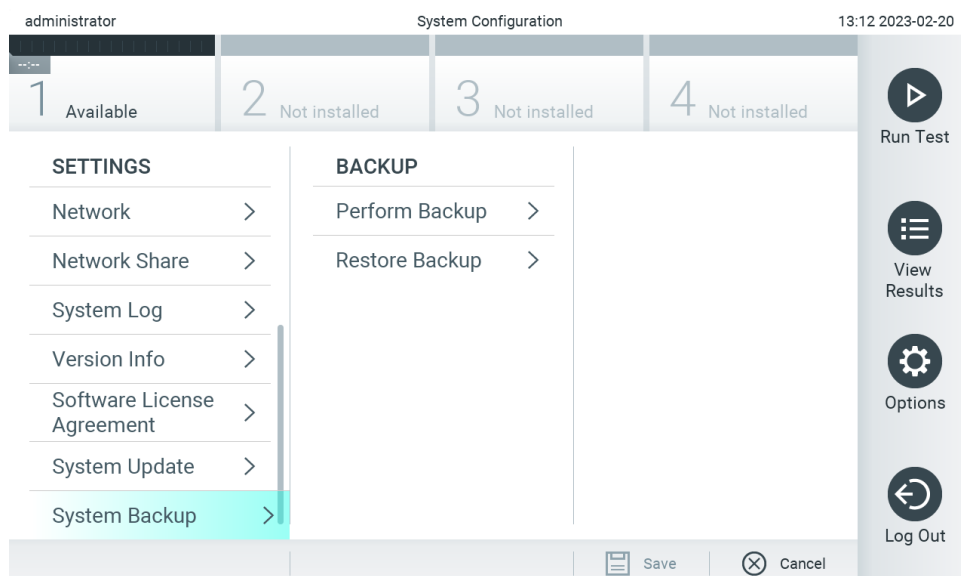 administrator
System Configuration
13:12 2023-02-20
--:--
1 Available
2 Not installed
3 Not installed
4 Not installed
Run Test
SETTINGS
Network
Network Share
System Log
Version Info
Software License
Agreement
System Update
System Backup
BACKUP
Perform Backup
Restore Backup
View
Results
Options
Log Out
Save
Cancel